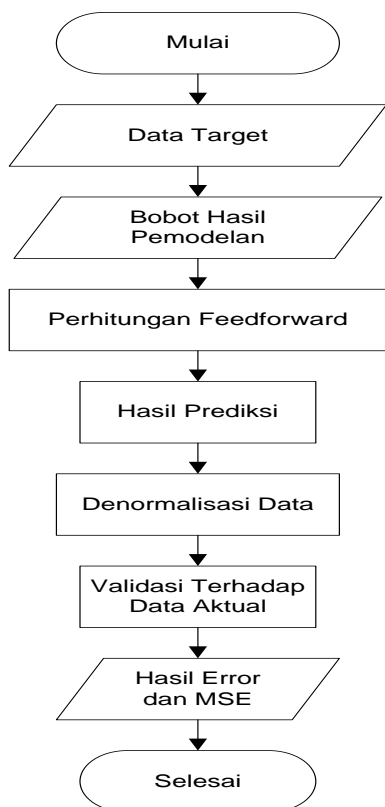 Mulai
Data Target
Bobot Hasil
Pemodelan
Perhitungan Feedforward
Hasil Prediksi
Denormalisasi Data
Validasi Terhadap
Data Aktual
Hasil Error
dan MSE
Selesai